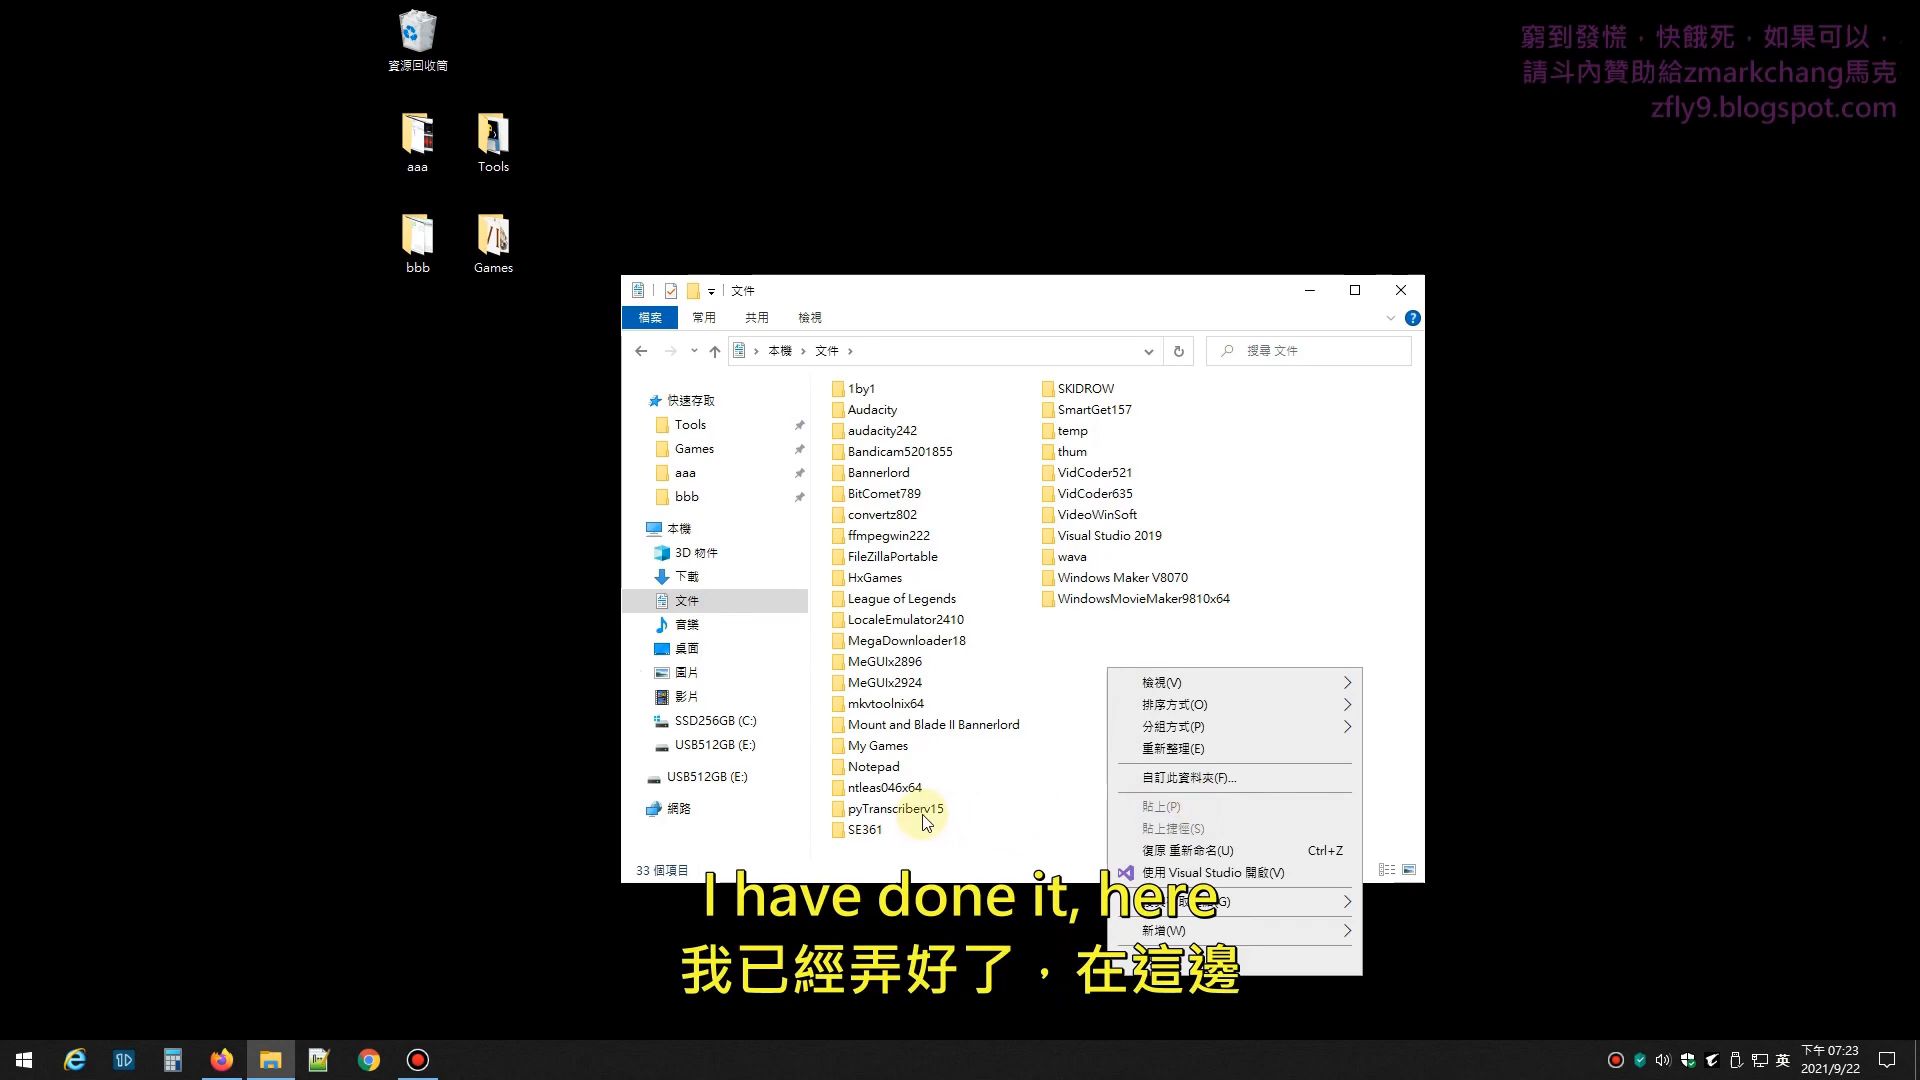 資源回收筒
aaa
Tools
bbb
Games
窮到發慌，快餓死，如果可以，
請斗內贊助給zmarkchang馬克
zfly9.blogspot.com
文件
檔案
常用
共用
檢視
本機
文件
搜尋 文件
快速存取
Tools
Games
aaa
bbb
本機
3D 物件
下載
文件
音樂
桌面
圖片
影片
SSD256GB (C:)
USB512GB (E:)
USB512GB (E:)
網路
1by1
Audacity
audacity242
Bandicam5201855
Bannerlord
BitComet789
convertz802
ffmpegwin222
FileZillaPortable
HxGames
League of Legends
LocaleEmulator2410
MegaDownloader18
MeGUIx2896
MeGUIx2924
mkvtoolnix64
Mount and Blade II Bannerlord
My Games
Notepad
ntleas046x64
pyTranscriberv15
SE361
SKIDROW
SmartGet157
temp
thum
VidCoder521
VidCoder635
VideoWinSoft
Visual Studio 2019
wava
Windows Maker V8070
WindowsMovieMaker9810x64
檢視(V)
排序方式(O)
分組方式(P)
重新整理(E)
自訂此資料夾(F)...
貼上(P)
貼上捷徑(S)
復原 重新命名(U)
Ctrl+Z
使用 Visual Studio 開啟(V)
新增(W)
33 個項目
I have done it, here
我已經弄好了，在這邊
英
下午 07:23
2021/9/22